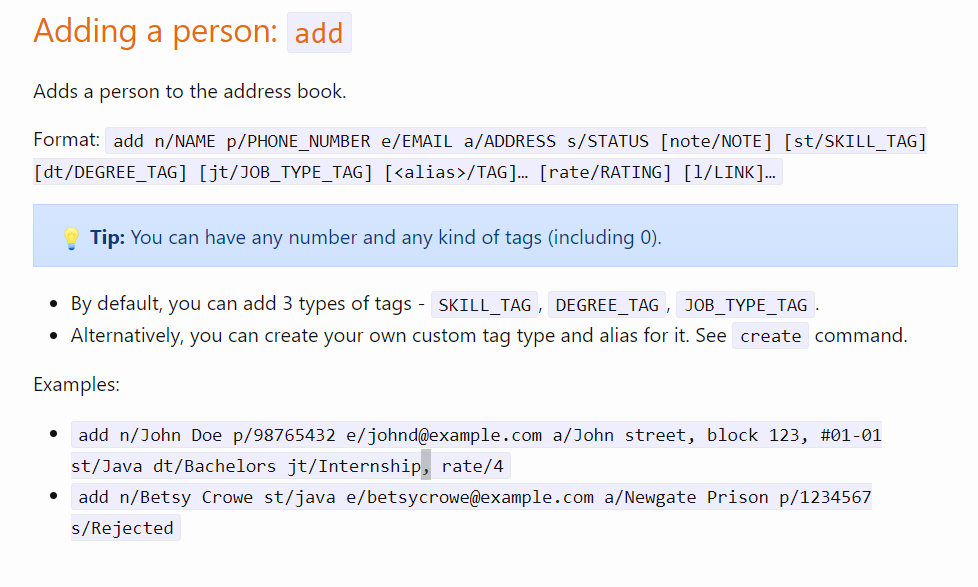 Adding a person: add
Adds a person to the address book.
Format: add n/NAME p/PHONE_NUMBER e/EMAIL a/ADDRESS s/STATUS [note/NOTE] [st/SKILL_TAG]
[dt/DEGREE_TAG] [jt/JOB_TYPE_TAG] [<alias>/TAG]… [rate/RATING] [l/LINK]…
💡 Tip: You can have any number and any kind of tags (including 0).
• By default, you can add 3 types of tags - SKILL_TAG, DEGREE_TAG, JOB_TYPE_TAG.
• Alternatively, you can create your own custom tag type and alias for it. See create command.
Examples:
• add n/John Doe p/98765432 e/johnd@example.com a/John street, block 123, #01-01
st/Java dt/Bachelors jt/Internship, rate/4
• add n/Betsy Crowe st/java e/betsycrowe@example.com a/Newgate Prison p/1234567
s/Rejected